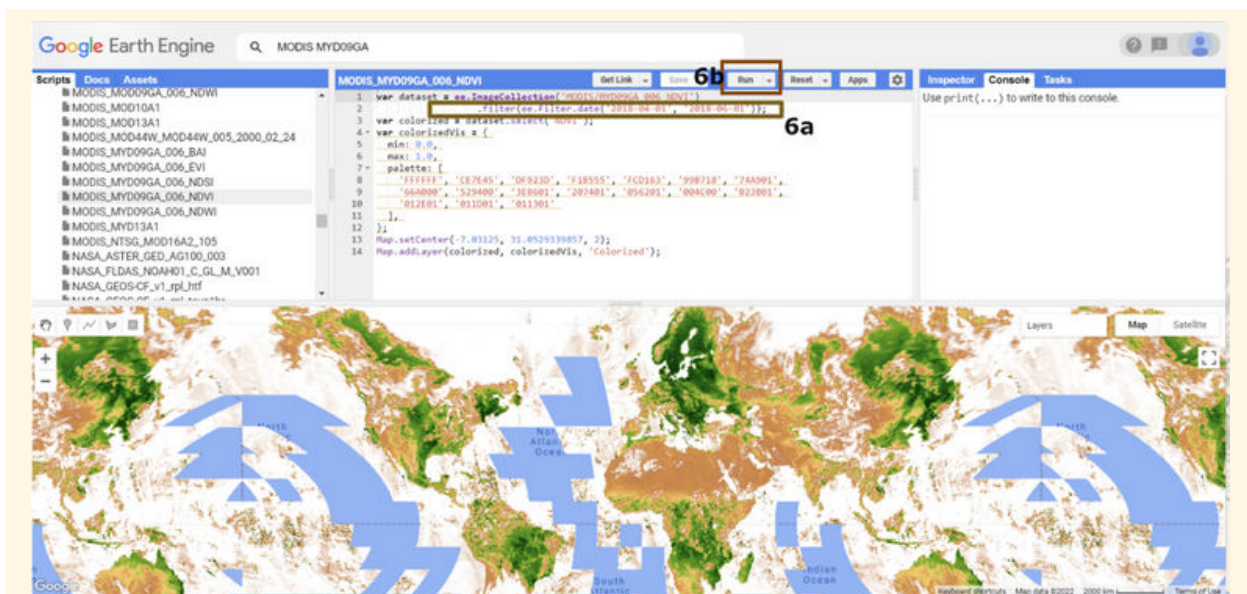 Google Earth Engine
MODIS MYD09GA
Scripts Docs Assets
MODIS_MOD09GA_006_NDWI
MODIS_MOD10A1
MODIS_MOD13A1
MODIS_MOD44W_MOD44W_005_2000_02_24
MODIS_MYD09GA_006_BAI
MODIS_MYD09GA_006_EVI
MODIS_MYD09GA_006_NDSI
MODIS_MYD09GA_006_NDVI
MODIS_MYD09GA_006_NDWI
MODIS_MYD13A1
MODIS_NTSG_MOD16A2_105
NASA_ASTER_GED_AG100_003
NASA_FLDAS_NOAH01_C_GL_M_V001
NASA_GEOS-CF_v1_rpl_htf
MODIS_MYD09GA_006_NDVI
Get Link Save 6b Run Reset Apps
1 var dataset = ee.ImageCollection('MODIS/MYD09GA_006_NDVI')
2 .filter(ee.Filter.date('2018-04-01', '2018-06-01'));
6a
3 var colorized = dataset.select('NDVI');
4 var colorizedVis = {
5 min: 0.0,
6 max: 1.0,
7 palette: [
8 'FFFFFF', 'CE7E45', 'DF923D', 'F1B555', 'FCD163', '99B718', '74A901',
9 '66A000', '529400', '3E8601', '207401', '056201', '004C00', '023B01',
10 '012E01', '011D01', '011301'
11 ],
12 };
13 Map.setCenter(-7.03125, 31.0529339857, 2);
14 Map.addLayer(colorized, colorizedVis, 'Colorized');
Inspector Console Tasks
Use print(...) to write to this console.
Layers Map Satellite
North
Atlan
Ocea
North
South
Atlantic
Indian
Ocean
Google
Keyboard shortcuts Map data ©2022 2000 km Terms of Use